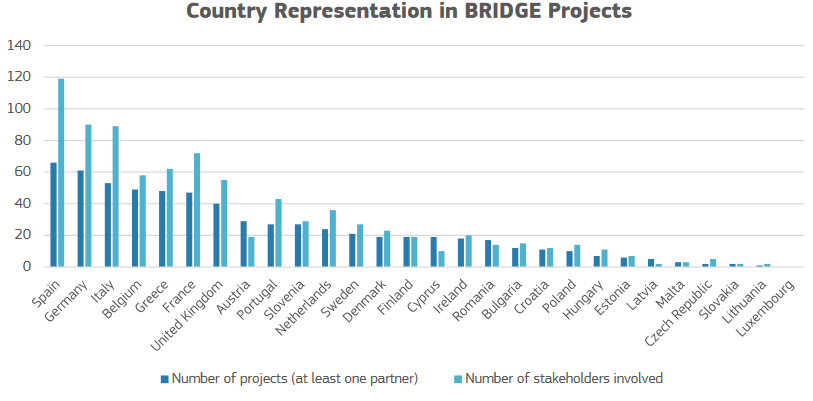 Country Representation in BRIDGE Projects
140
120
100
80
60
40
20
0
Spain
Germany
Italy
Belgium
Greece
France
United Kingdom
Austria
Portugal
Slovenia
Netherlands
Sweden
Denmark
Finland
Cyprus
Ireland
Romania
Bulgaria
Croatia
Poland
Hungary
Estonia
Latvia
Malta
Czech Republic
Slovakia
Lithuania
Luxembourg
Number of projects (at least one partner)
Number of stakeholders involved